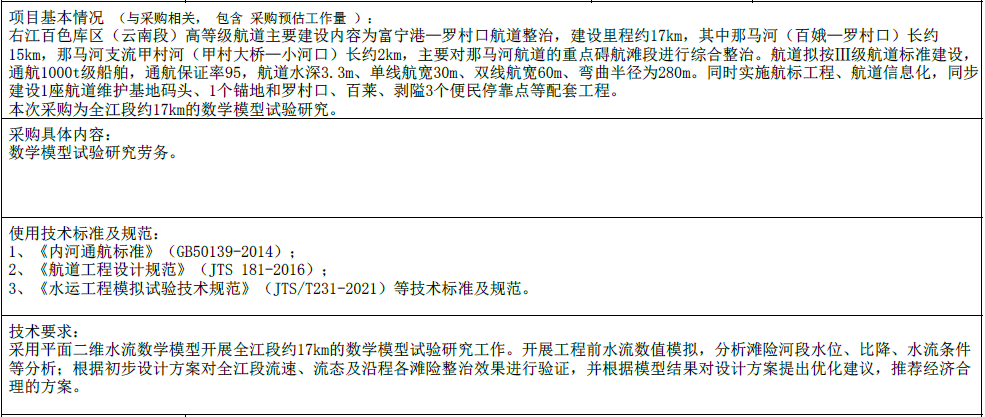 项目基本情况 （与采购相关， 包含 采购预估工作量 ）：
右江百色库区（云南段）高等级航道主要建设内容为富宁港—罗村口航道整治，建设里程约17km，其中那马河（百娥—罗村口）长约
15km，那马河支流甲村河（甲村大桥—小河口）长约2km，主要对那马河航道的重点碍航滩段进行综合整治。航道拟按Ⅲ级航道标准建设，
通航1000t级船舶，通航保证率95，航道水深3.3m、单线航宽30m、双线航宽60m、弯曲半径为280m。同时实施航标工程、航道信息化，同步
建设1座航道维护基地码头、1个锚地和罗村口、百莱、剥隘3个便民停靠点等配套工程。
本次采购为全江段约17km的数学模型试验研究。
采购具体内容：
数学模型试验研究劳务。
使用技术标准及规范：
1、《内河通航标准》（GB50139-2014）；
2、《航道工程设计规范》（JTS 181-2016）；
3、《水运工程模拟试验技术规范》（JTS/T231-2021）等技术标准及规范。
技术要求：
采用平面二维水流数学模型开展全江段约17km的数学模型试验研究工作。开展工程前水流数值模拟，分析滩险河段水位、比降、水流条件
等分析；根据初步设计方案对全江段流速、流态及沿程各滩险整治效果进行验证，并根据模型结果对设计方案提出优化建议，推荐经济合
理的方案。